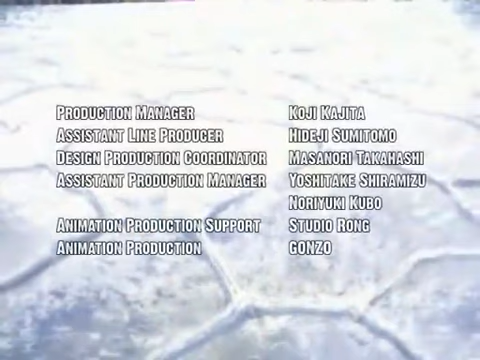 Production Manager Koji Kajita
Assistant Line Producer Hideji Sumitomo
Design Production Coordinator Masanori Takahashi
Assistant Production Manager Yoshitake Shiramizu
Noriyuki Kubo
Animation Production Support Studio Rong
Animation Production GONZO